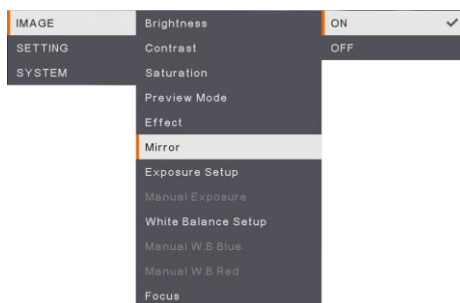 IMAGE
SETTING
SYSTEM
Brightness
Contrast
Saturation
Preview Mode
Effect
Mirror
Exposure Setup
Manual Exposure
White Balance Setup
Manual W.B Blue
Manual W.B Red
Focus
ON
OFF